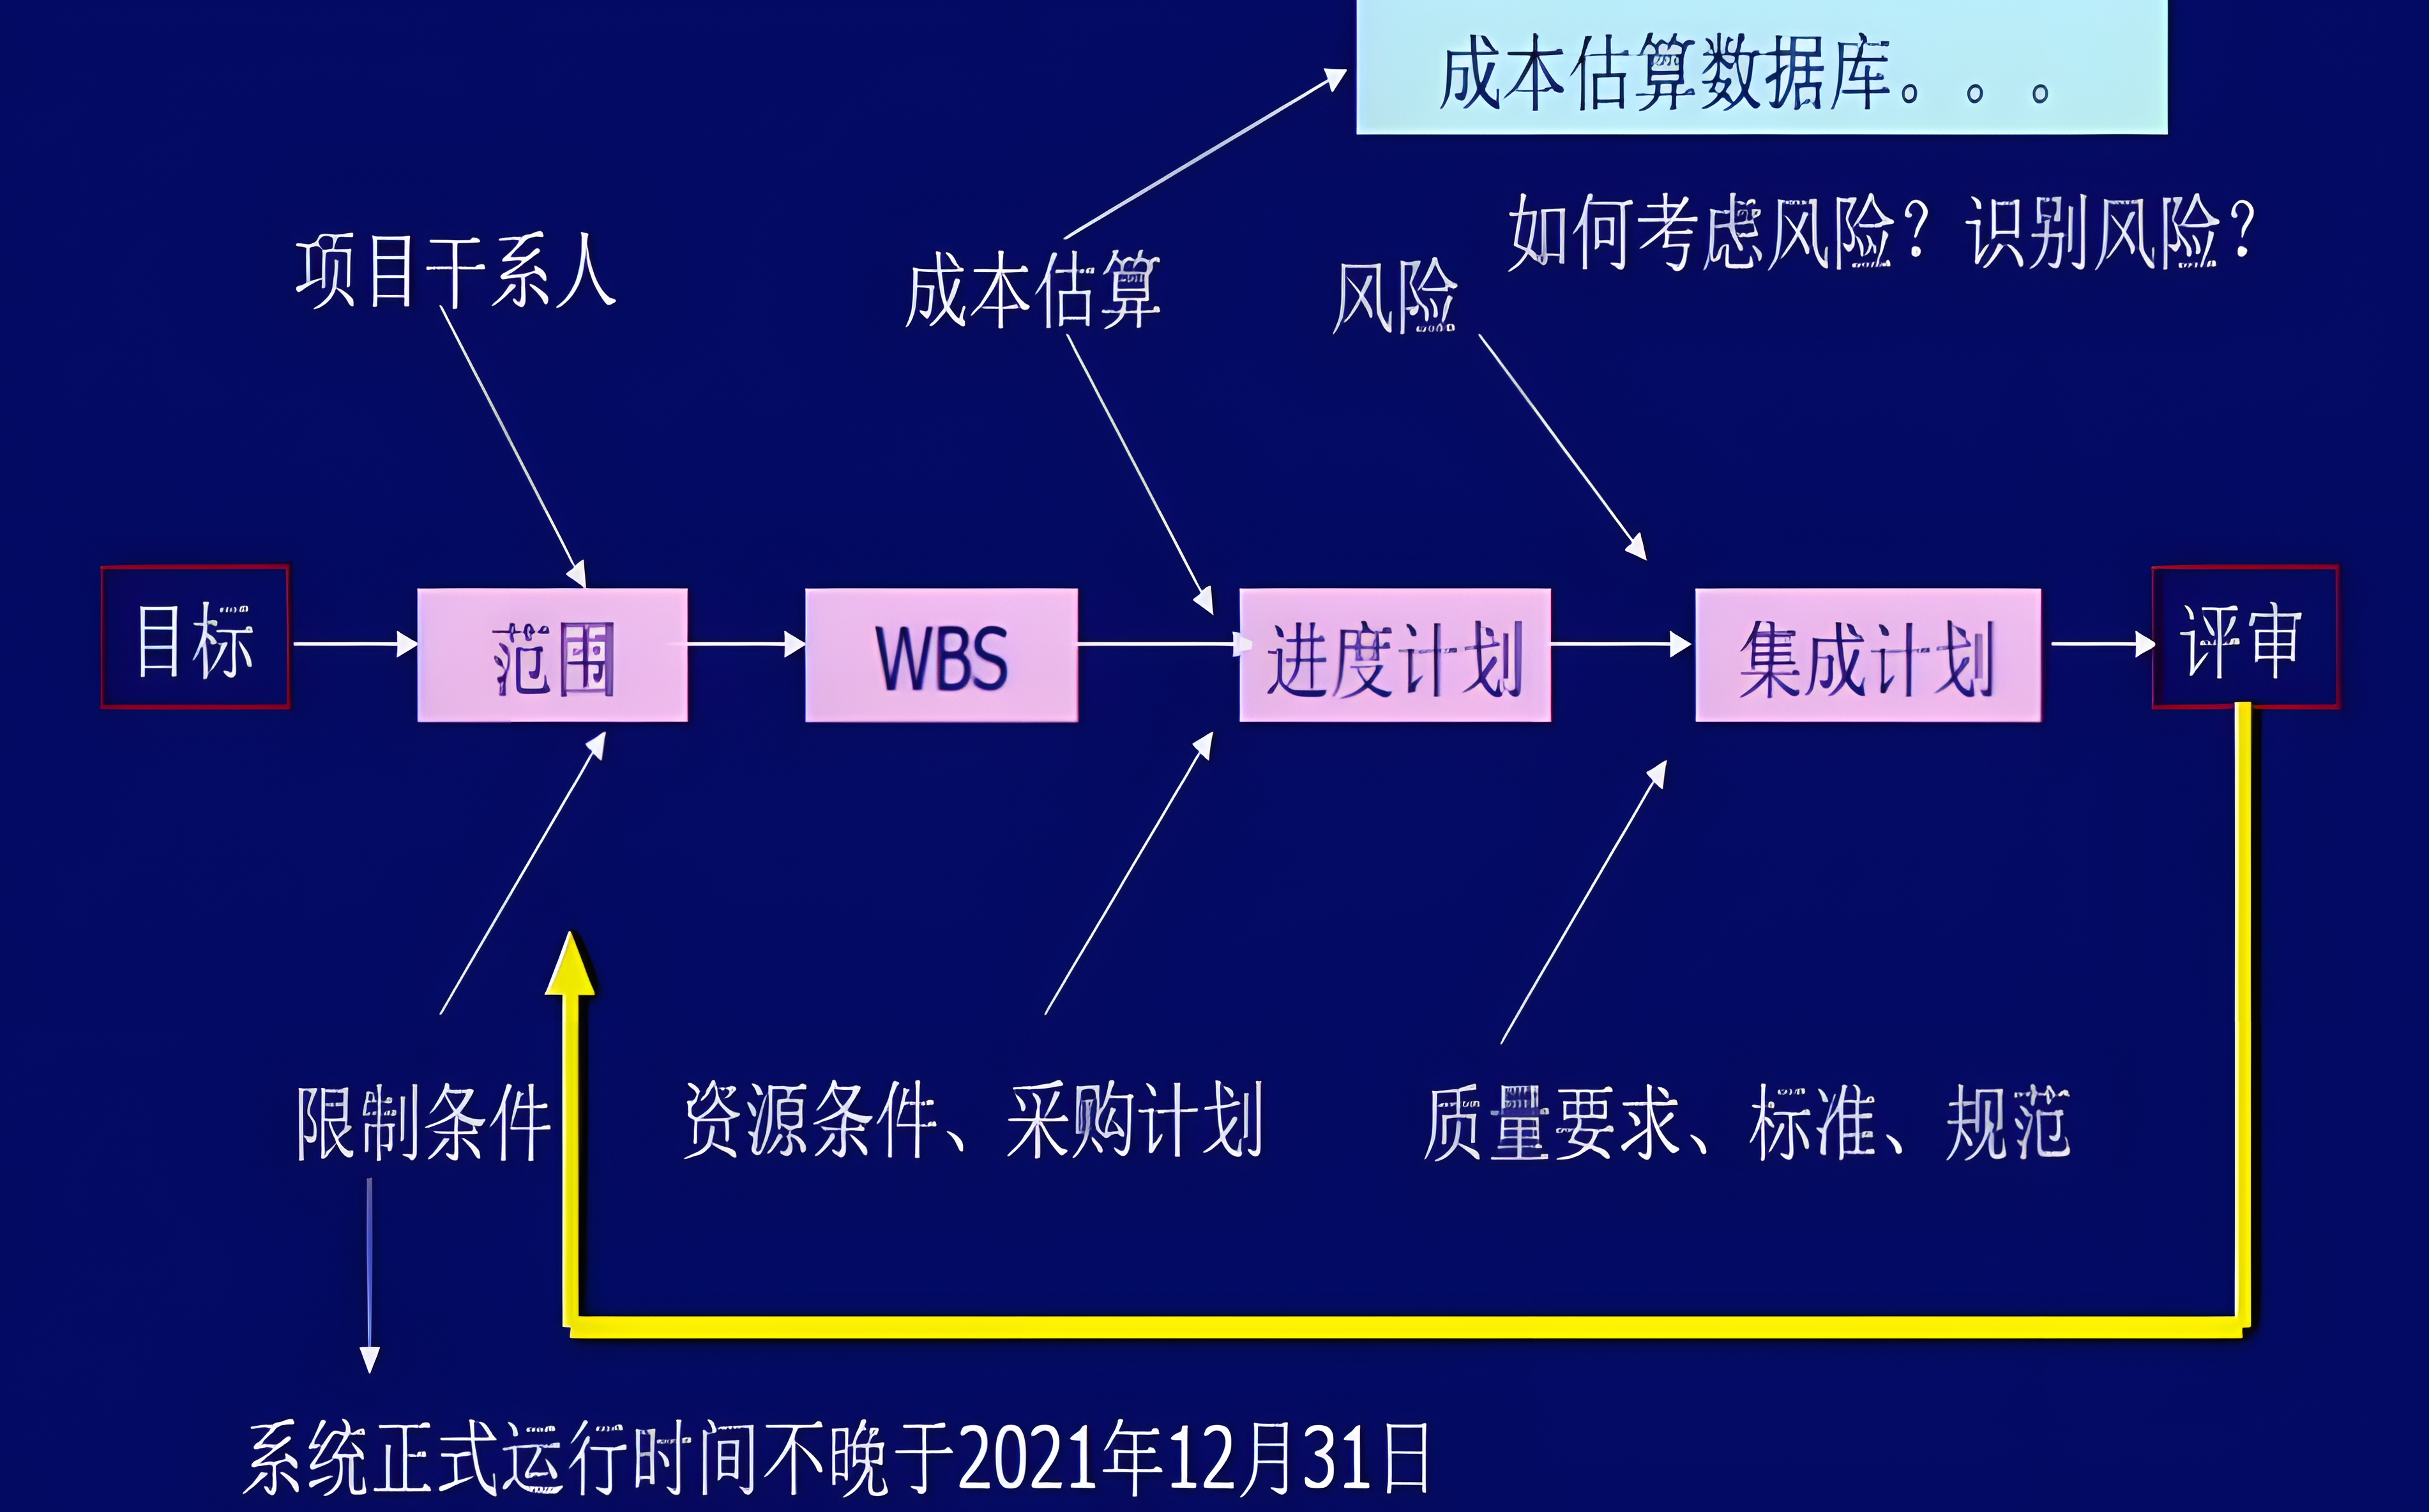 成本估算数据库。。。
如何考虑风险？识别风险？
项目干系人
成本估算
风险
目标
范围
WBS
进度计划
集成计划
评审
限制条件
资源条件、采购计划
质量要求、标准、规范
系统正式运行时间不晚于2021年12月31日